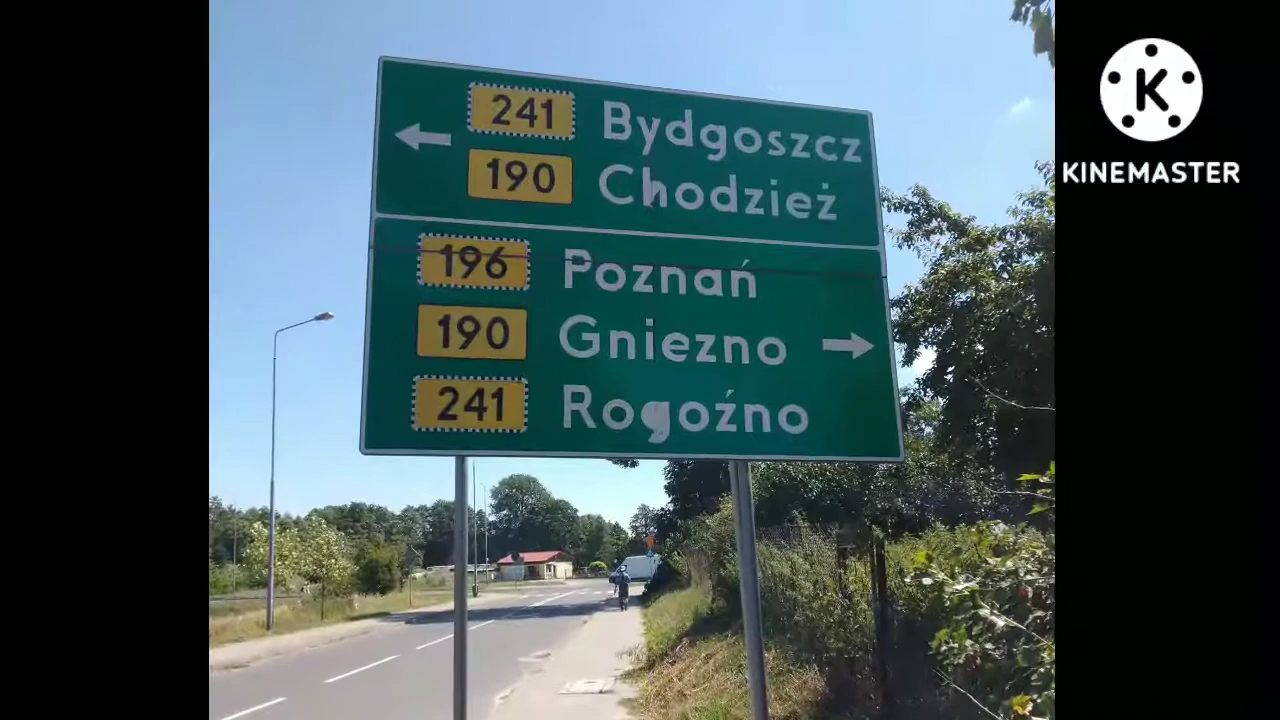 241 Bydgoszcz
190 Chodzież
196 Poznań
190 Gniezno
241 Rogoźno
K
KINEMASTER